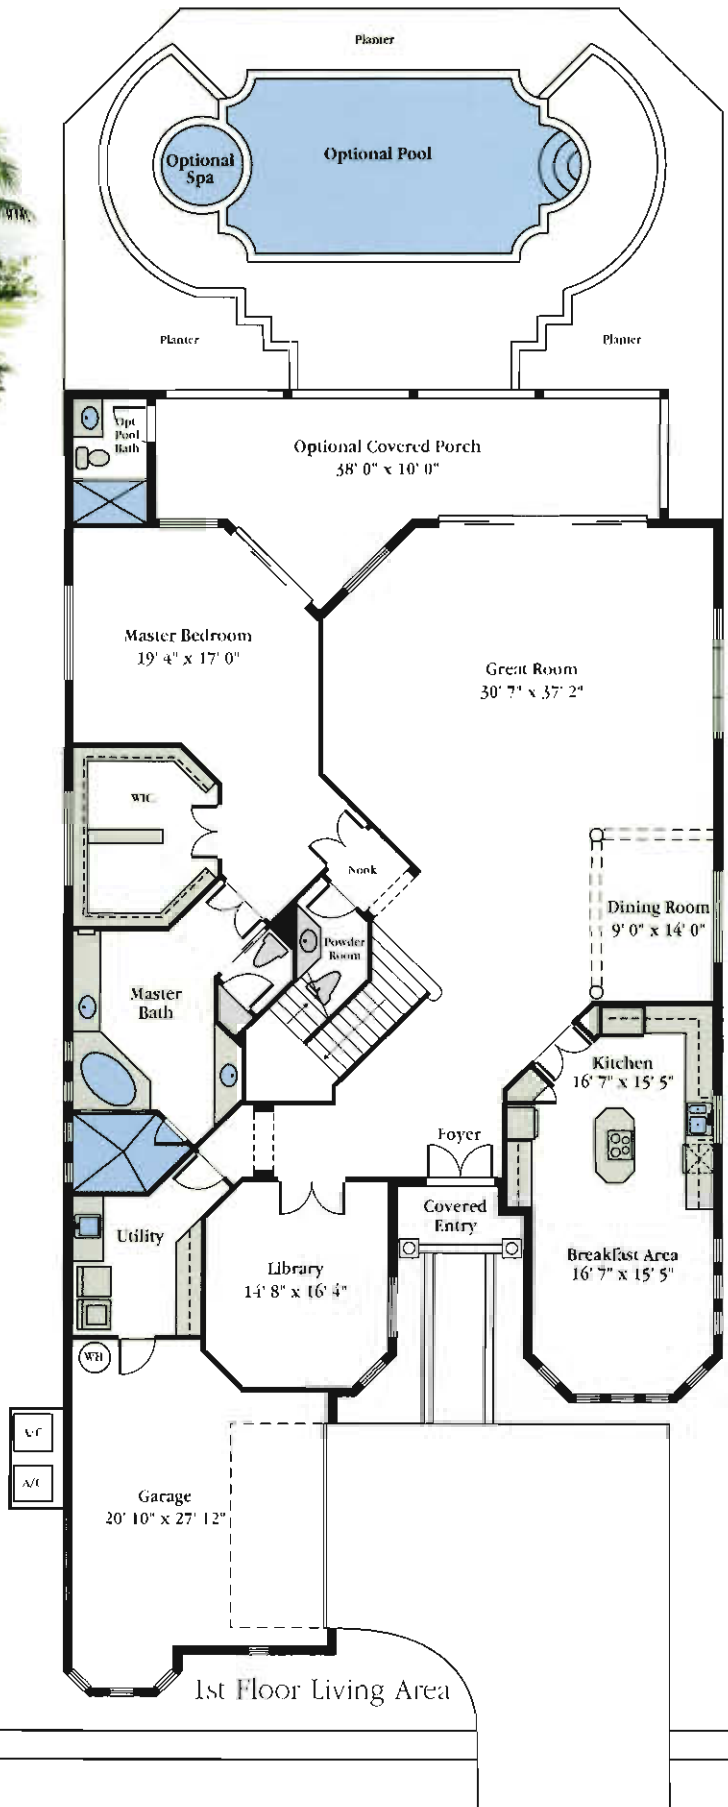 Planter
Optional Pool
Optional
Spa
Planter
Planter
Opt
Pool
Bath
Optional Covered Porch
38' 0" x 10' 0"
Master Bedroom
19' 4" x 17' 0"
Great Room
30' 7" x 37' 2"
WIC
Nook
Dining Room
9' 0" x 14' 0"
Powder
Room
Master
Bath
Kitchen
16' 7" x 15' 5"
Foyer
Covered
Entry
Utility
Library
14' 8" x 16' 4"
Breakfast Area
16' 7" x 15' 5"
WH
A/C
A/C
Garage
20' 10" x 27' 12"
1st Floor Living Area